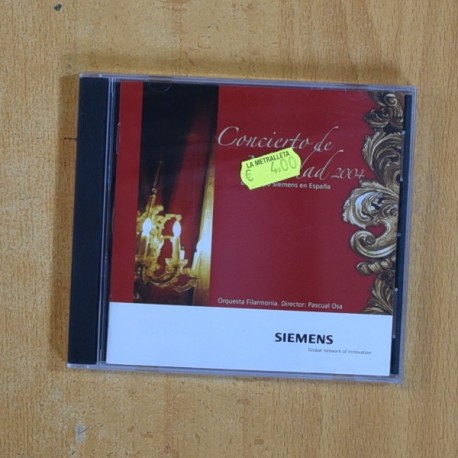 Concierto de
LA METRALLETA
€ 4.00
2004
Siemens en España
Orquesta Filarmonía. Director: Pascual Osa
SIEMENS
Global network of innovation